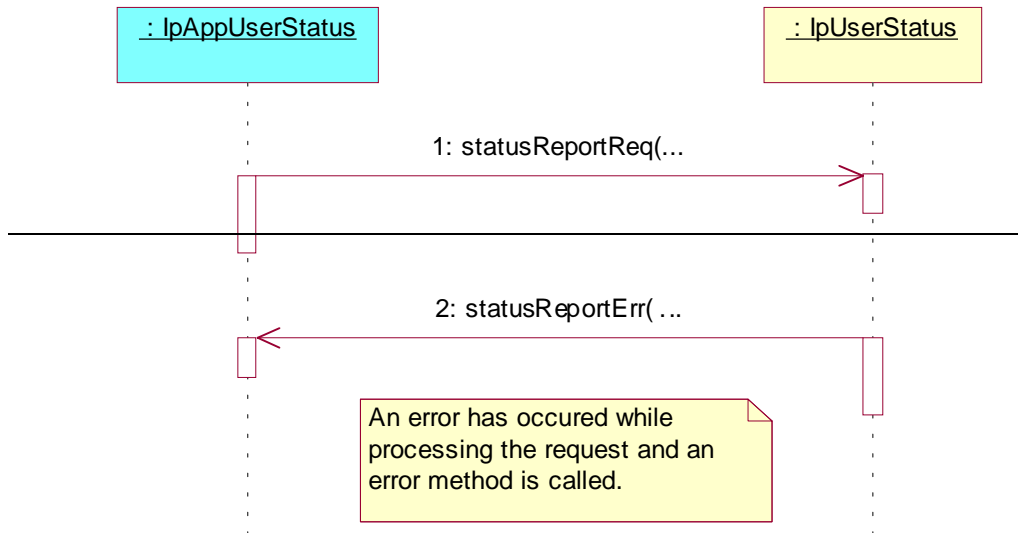 : IpAppUserStatus
: IpUserStatus
1: statusReportReq(...
2: statusReportErr( ...
An error has occured while
processing the request and an
error method is called.